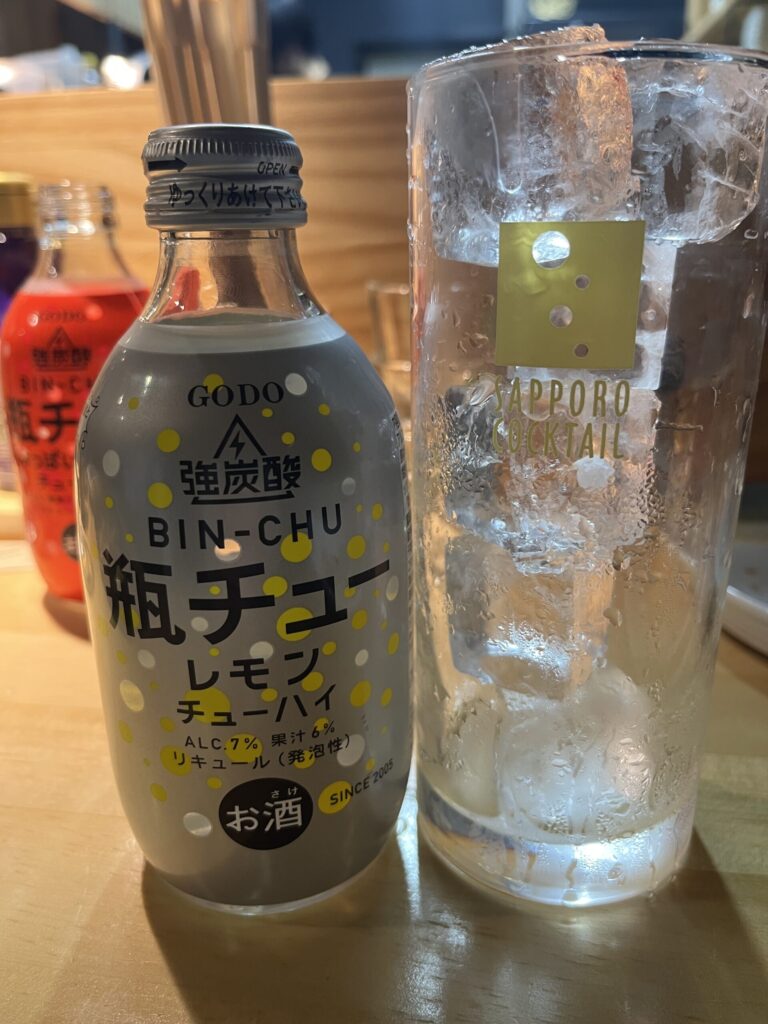 OPEN
ゆっくりあけて下さい
GODO
強炭酸
BIN-CHU
瓶チュー
レモン
チューハイ
ALC.7% 果汁6%
リキュール(発泡性)
さけ
お酒
SINCE 2005
SAPPORO
COCKTAIL
GODO
強炭酸
BIN-CHU
瓶チュ